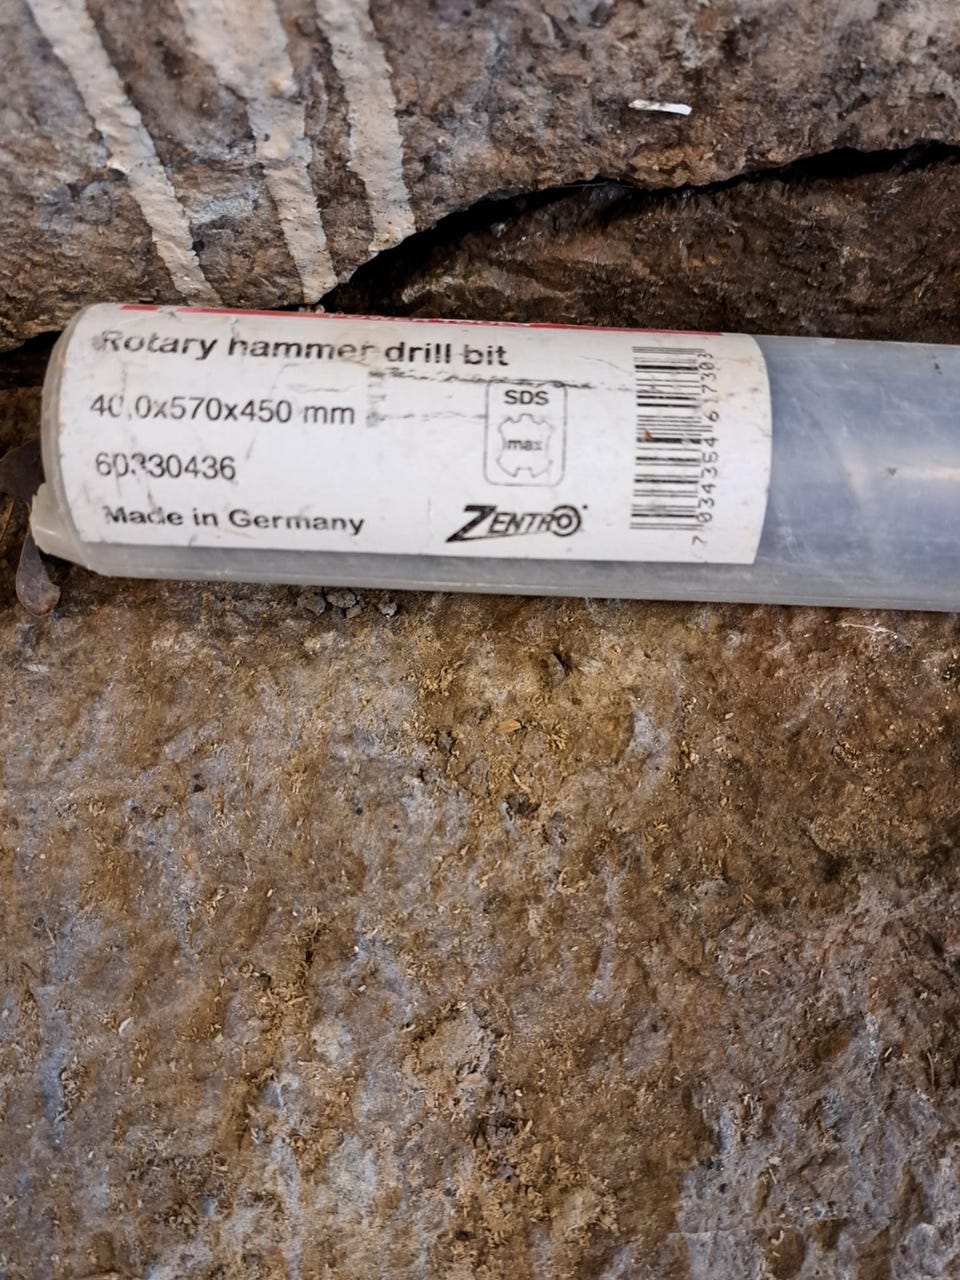 Rotary hammer drill bit
40,0x570x450 mm
60330436
Made in Germany
SDS
max
ZENTRO